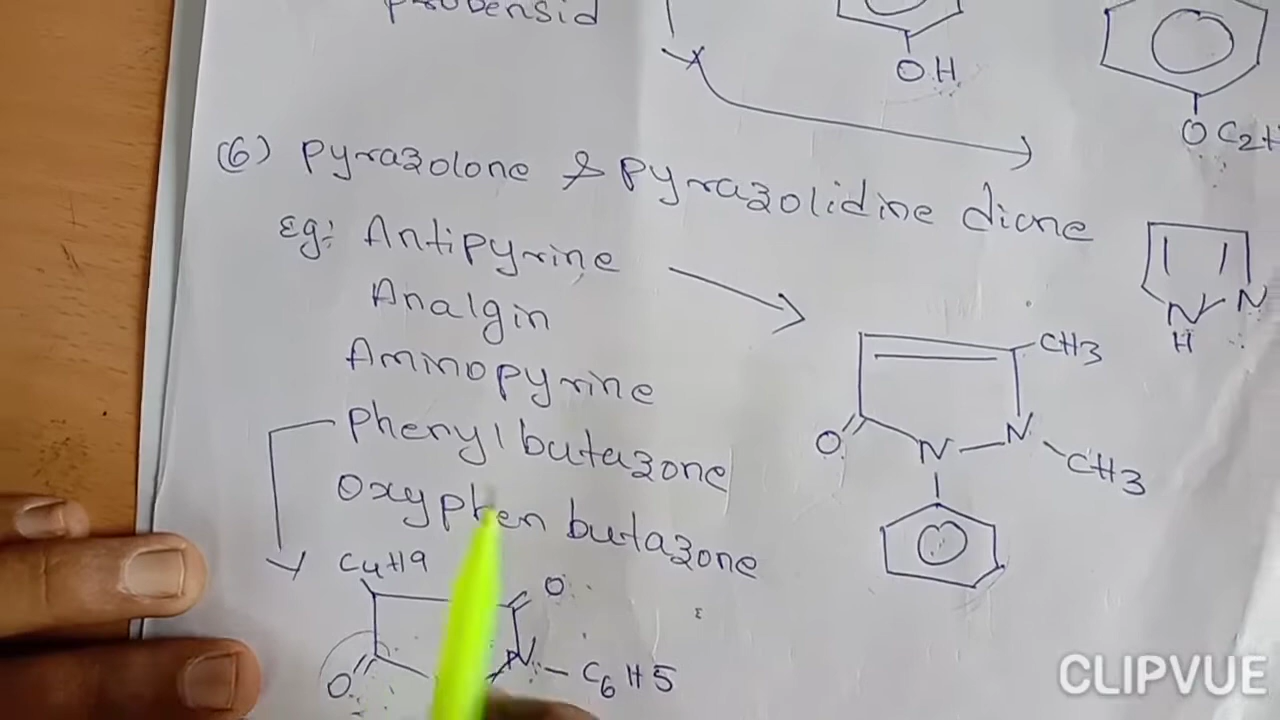 probensid
OH
OC2H
(6) Pyrazolone & Pyrazolidine dione
Eg: Antipyrine
Analgin
Aminopyrine
Phenylbutazone
Oxyphen butazone
N
N
H
CH3
O
N
N
CH3
C4H9
O
O
N
C6H5
CLIPVUE